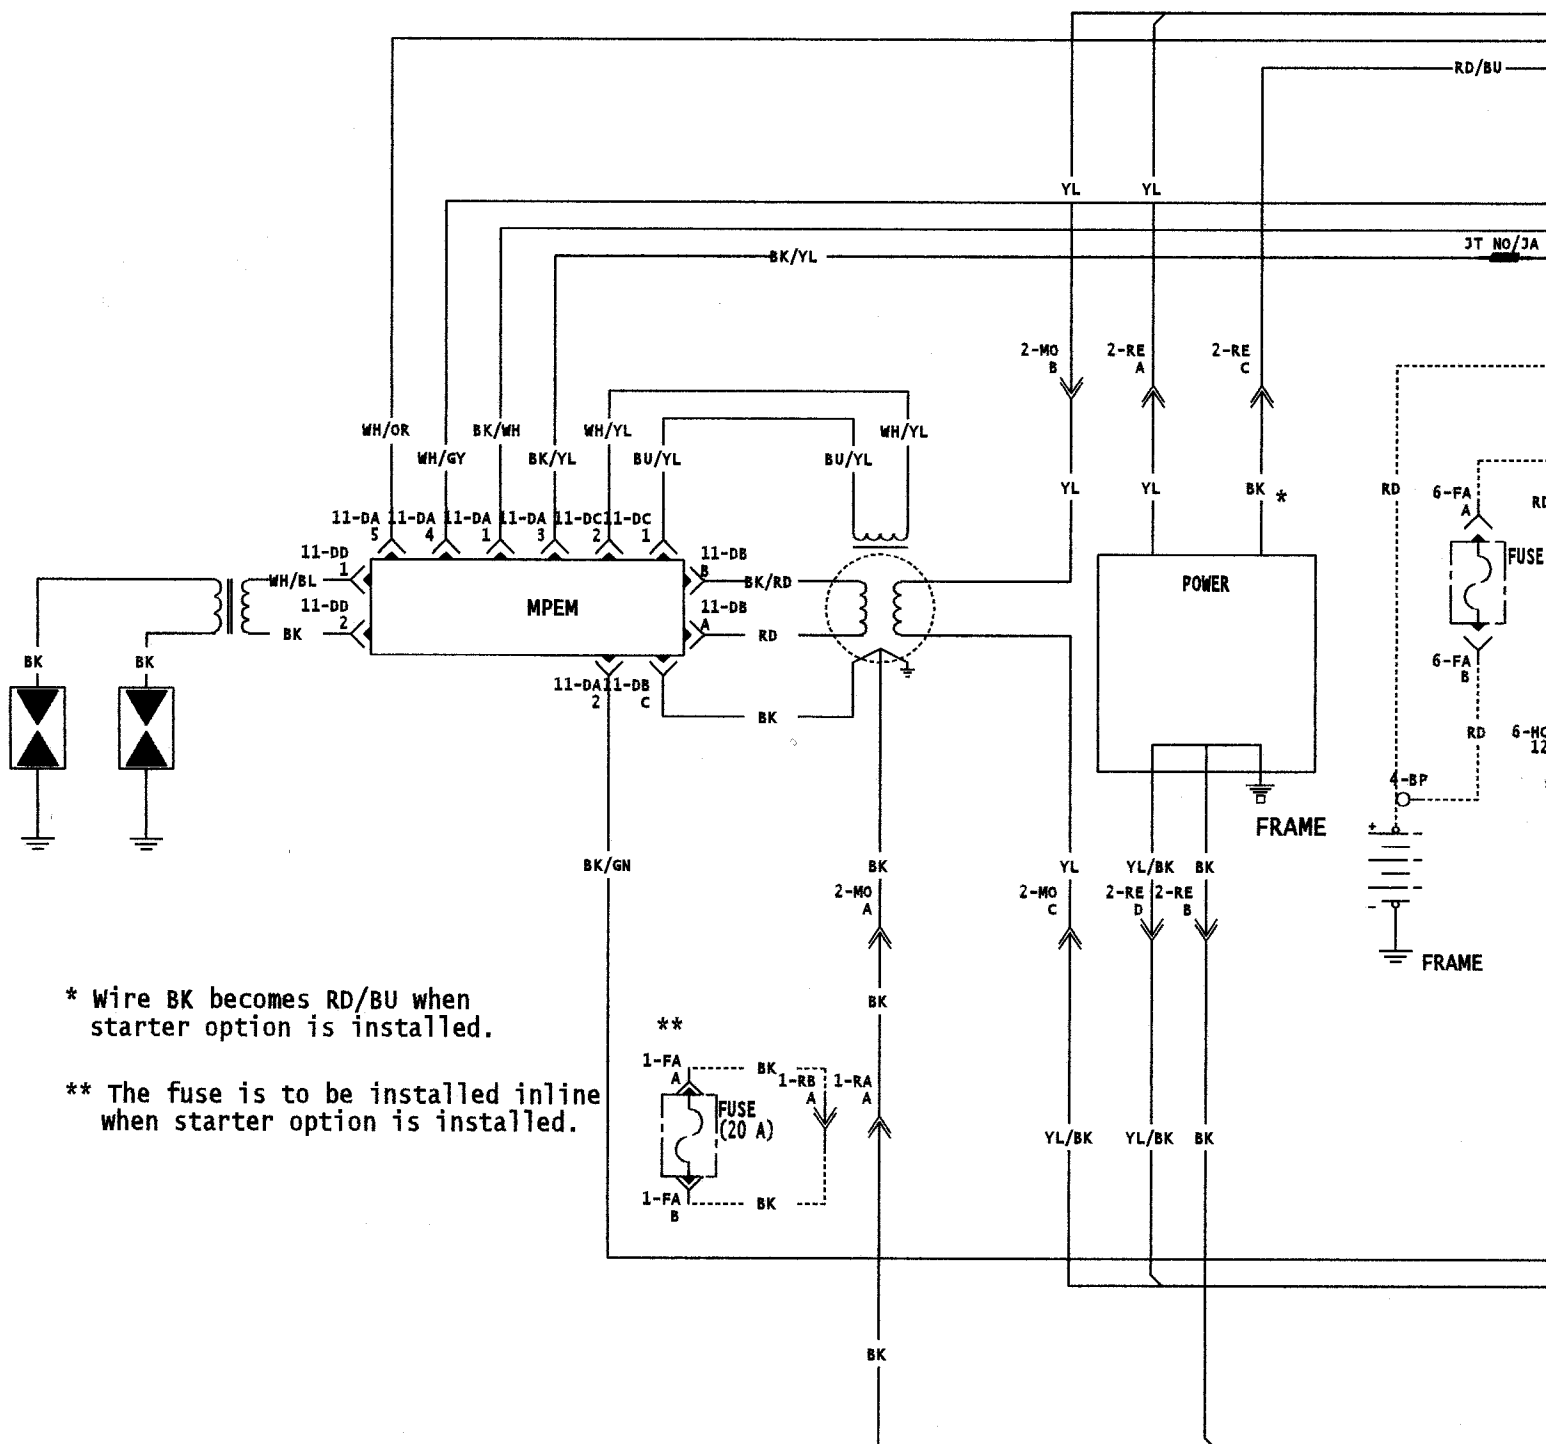 RD/BU
YL YL
JT NO/JA
BK/YL
2-MO 2-RE 2-RE
B A C
WH/OR BK/WH WH/YL WH/YL
WH/GY BK/YL BU/YL BU/YL
YL YL BK * RD 6-FA
A
11-DA 11-DA 11-DA 11-DA 11-DC 11-DC
5 4 1 3 2 1
11-DD
1
11-DB
B
FUSE
WH/BL BK/RD POWER
11-DD
2
MPEM
11-DB
A
BK RD
BK BK
6-FA
B
11-DA 11-DB
2 C
BK
RD 6-HO
12
4-BP
FRAME
+
BK/GN BK YL YL/BK BK
2-MO 2-MO 2-RE 2-RE
A C D B
-
FRAME
* Wire BK becomes RD/BU when
starter option is installed.
BK
**
1-FA
A
BK
1-RB 1-RA
A A
** The fuse is to be installed inline
when starter option is installed.
FUSE
(20 A)
YL/BK YL/BK BK
1-FA
B
BK
BK